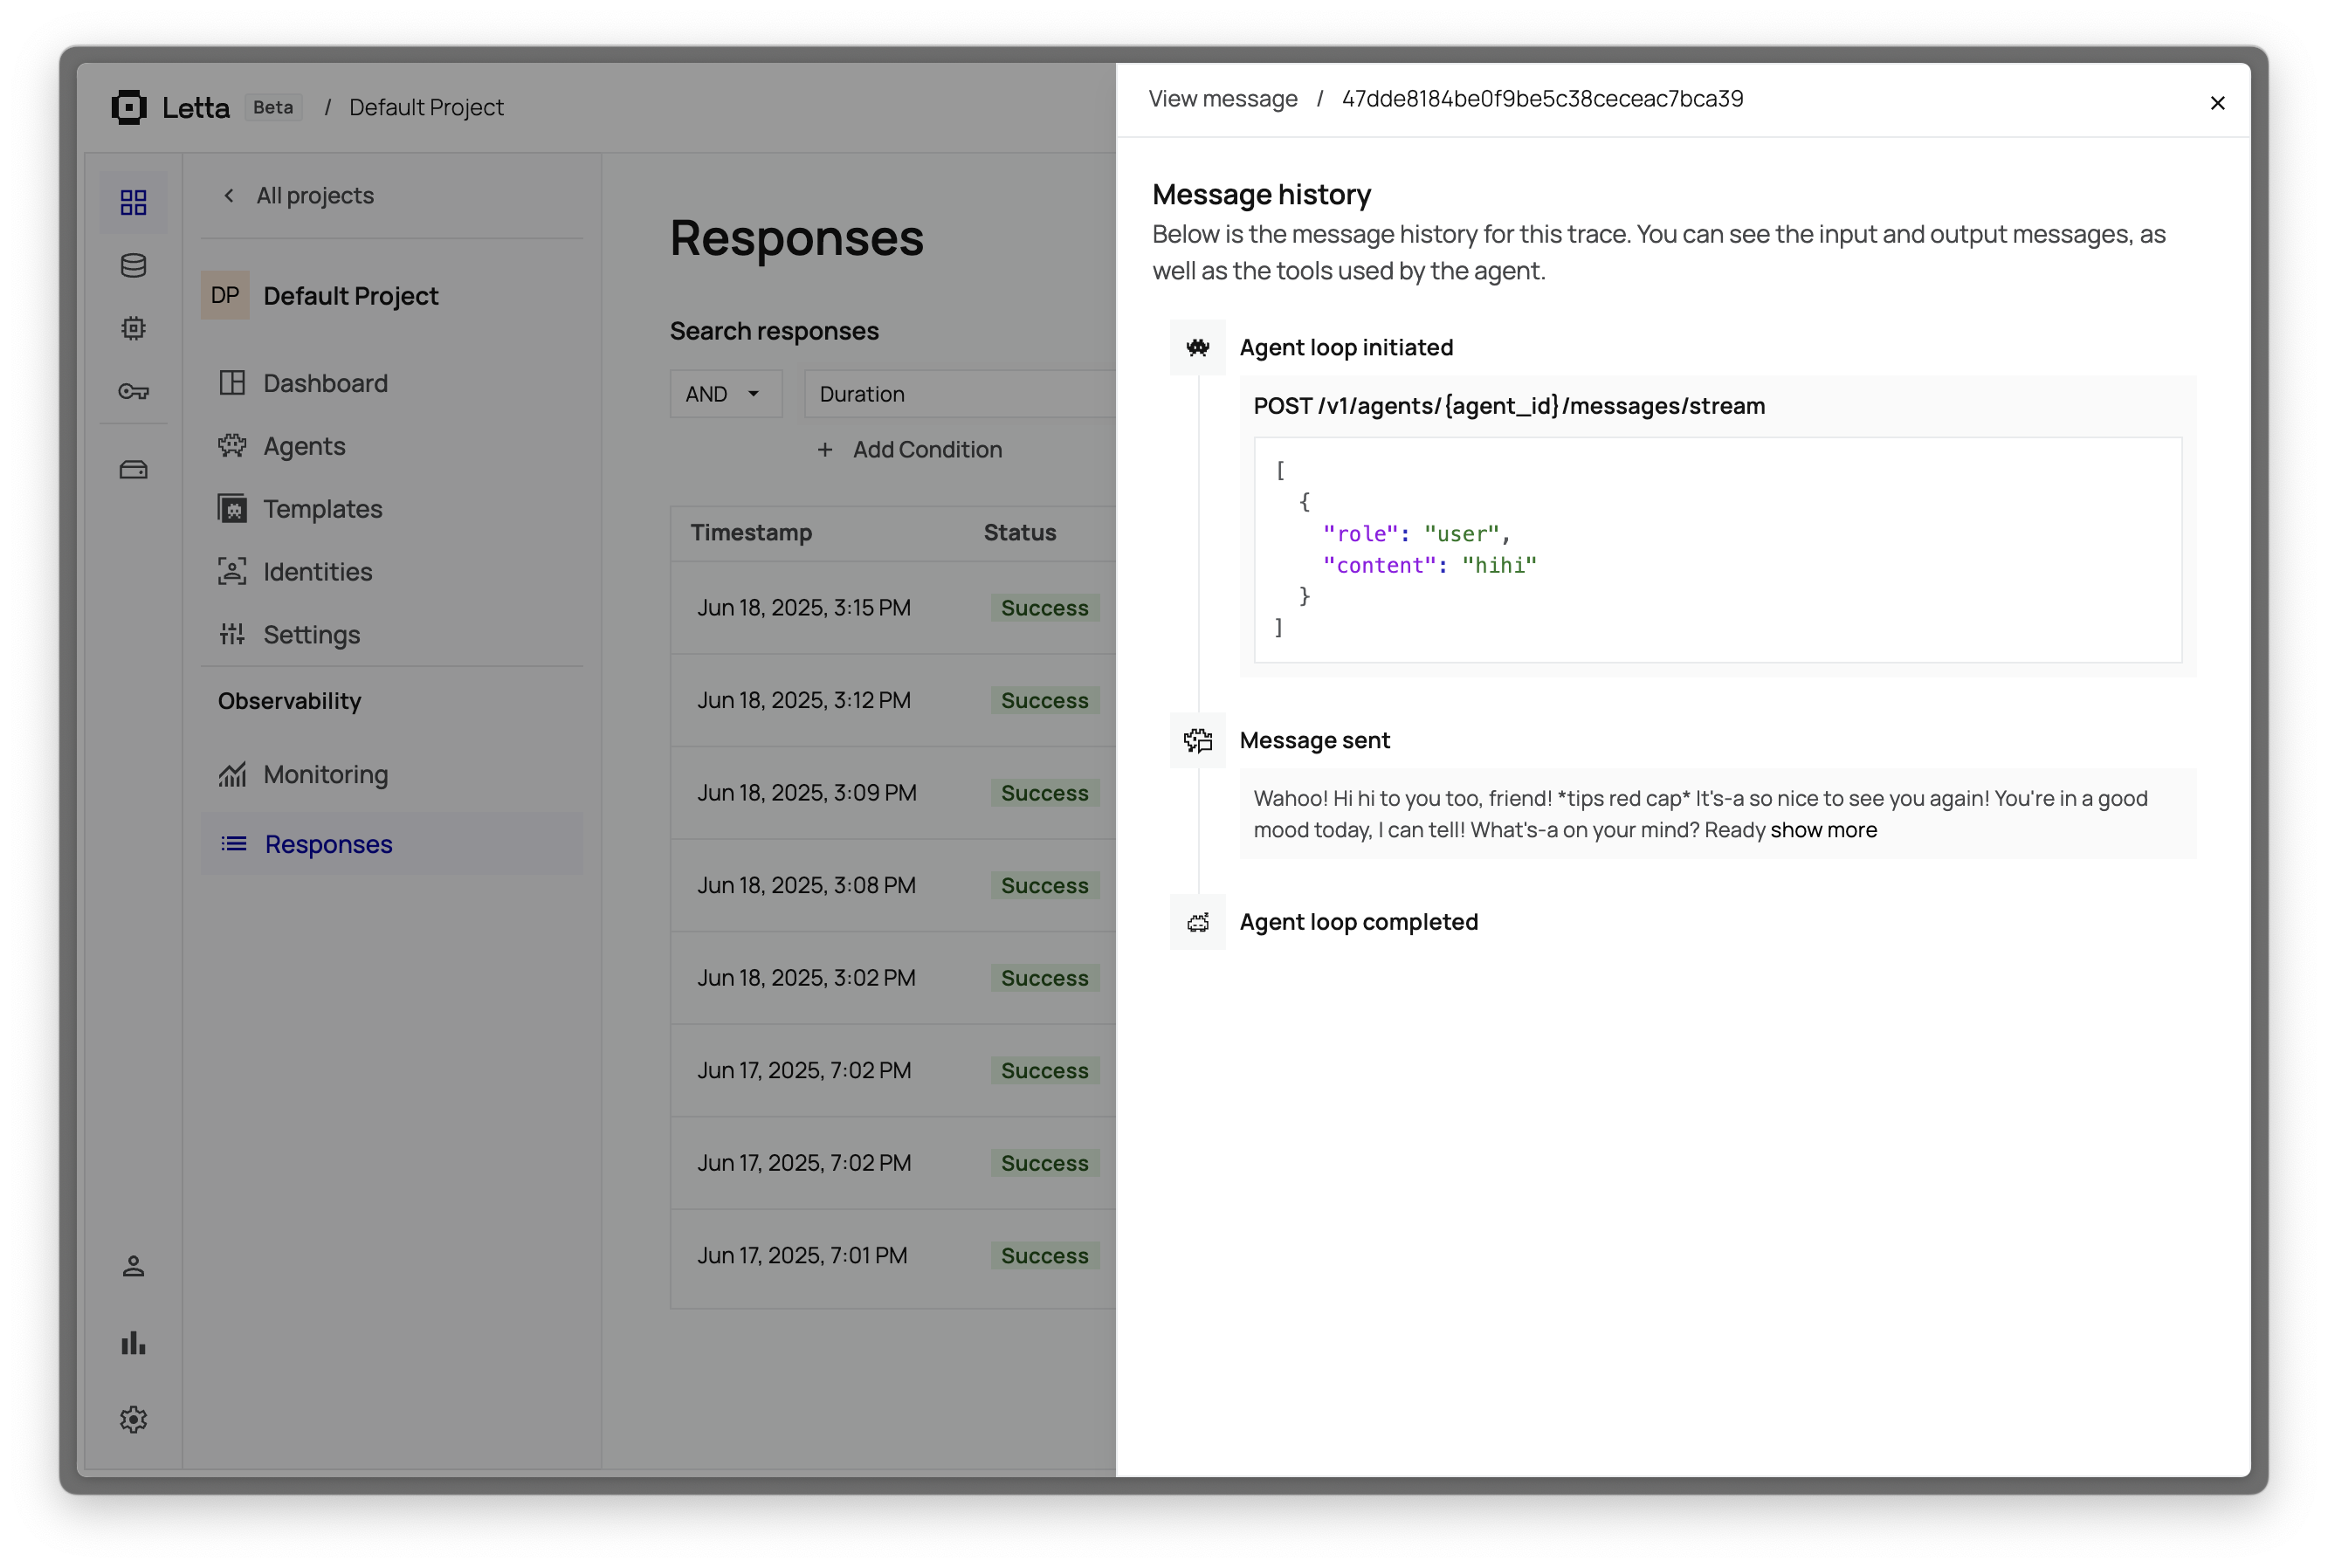 Letta Beta / Default Project
All projects
DP Default Project
Dashboard
Agents
Templates
Identities
Settings
Observability
Monitoring
Responses
Responses
Search responses
AND Duration
+ Add Condition
Timestamp Status
Jun 18, 2025, 3:15 PM Success
Jun 18, 2025, 3:12 PM Success
Jun 18, 2025, 3:09 PM Success
Jun 18, 2025, 3:08 PM Success
Jun 18, 2025, 3:02 PM Success
Jun 17, 2025, 7:02 PM Success
Jun 17, 2025, 7:02 PM Success
Jun 17, 2025, 7:01 PM Success
View message / 47dde8184be0f9be5c38ceceac7bca39
Message history
Below is the message history for this trace. You can see the input and output messages, as
well as the tools used by the agent.
Agent loop initiated
POST /v1/agents/{agent_id}/messages/stream
[
{
"role": "user",
"content": "hihi"
}
]
Message sent
Wahoo! Hi hi to you too, friend! *tips red cap* It's-a so nice to see you again! You're in a good
mood today, I can tell! What's-a on your mind? Ready show more
Agent loop completed